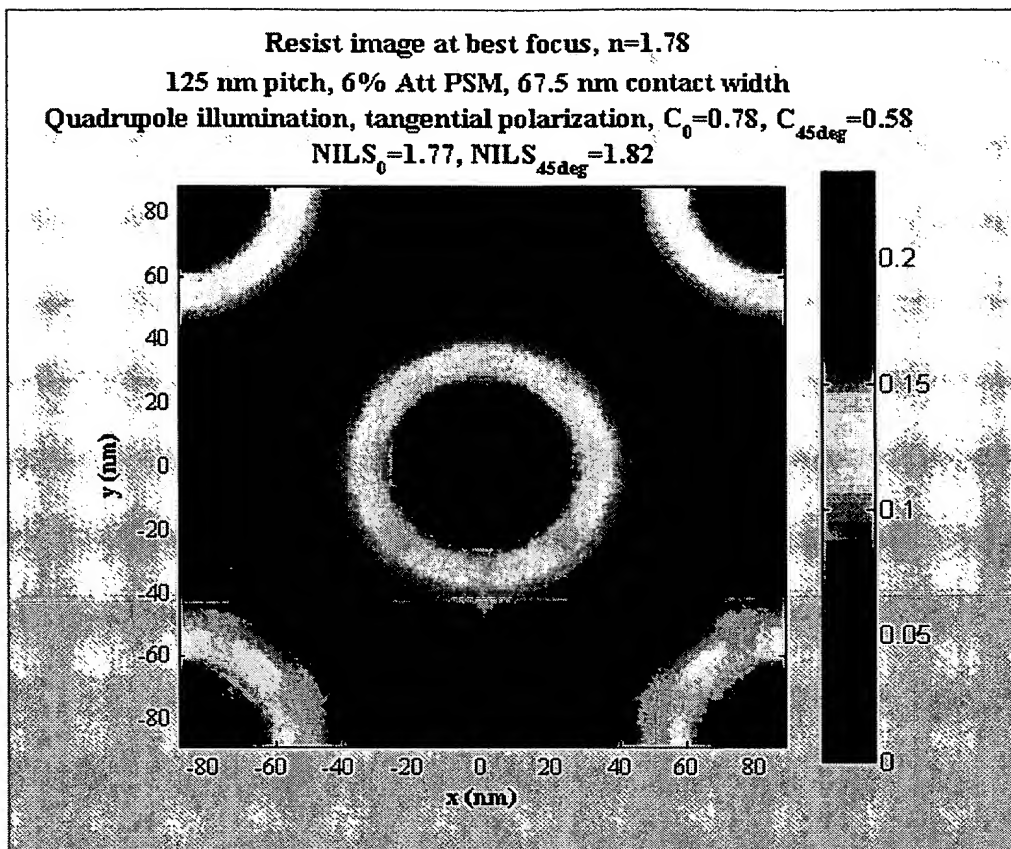 Resist image at best focus, n=1.78
125 nm pitch, 6% Att PSM, 67.5 nm contact width
Quadrupole illumination, tangential polarization, C0=0.78, C45deg=0.58
NILS0=1.77, NILS45deg=1.82
80
60
40
20
0
-20
-40
-60
-80
y (nm)
-80 -60 -40 -20 0 20 40 60 80
x (nm)
0.2
0.15
0.1
0.05
0